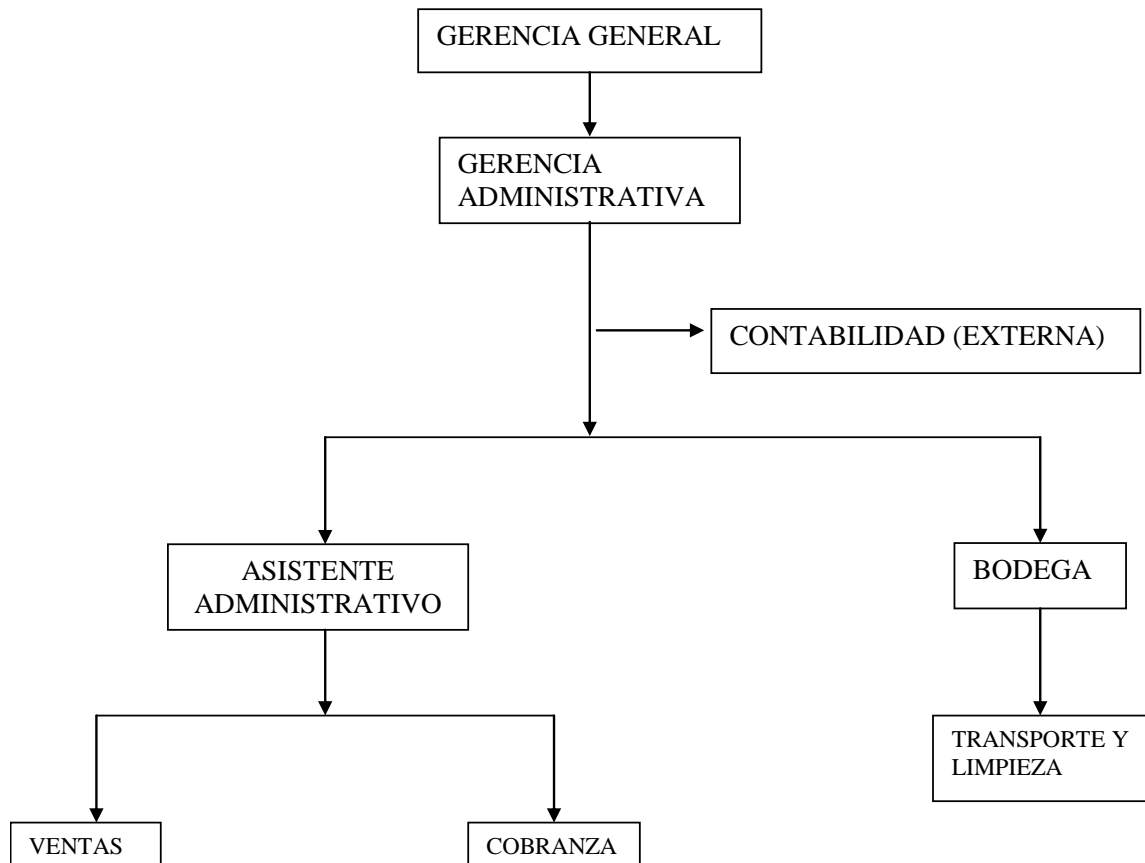 GERENCIA GENERAL
GERENCIA
ADMINISTRATIVA
CONTABILIDAD (EXTERNA)
ASISTENTE
ADMINISTRATIVO
BODEGA
TRANSPORTE Y
LIMPIEZA
VENTAS
COBRANZA